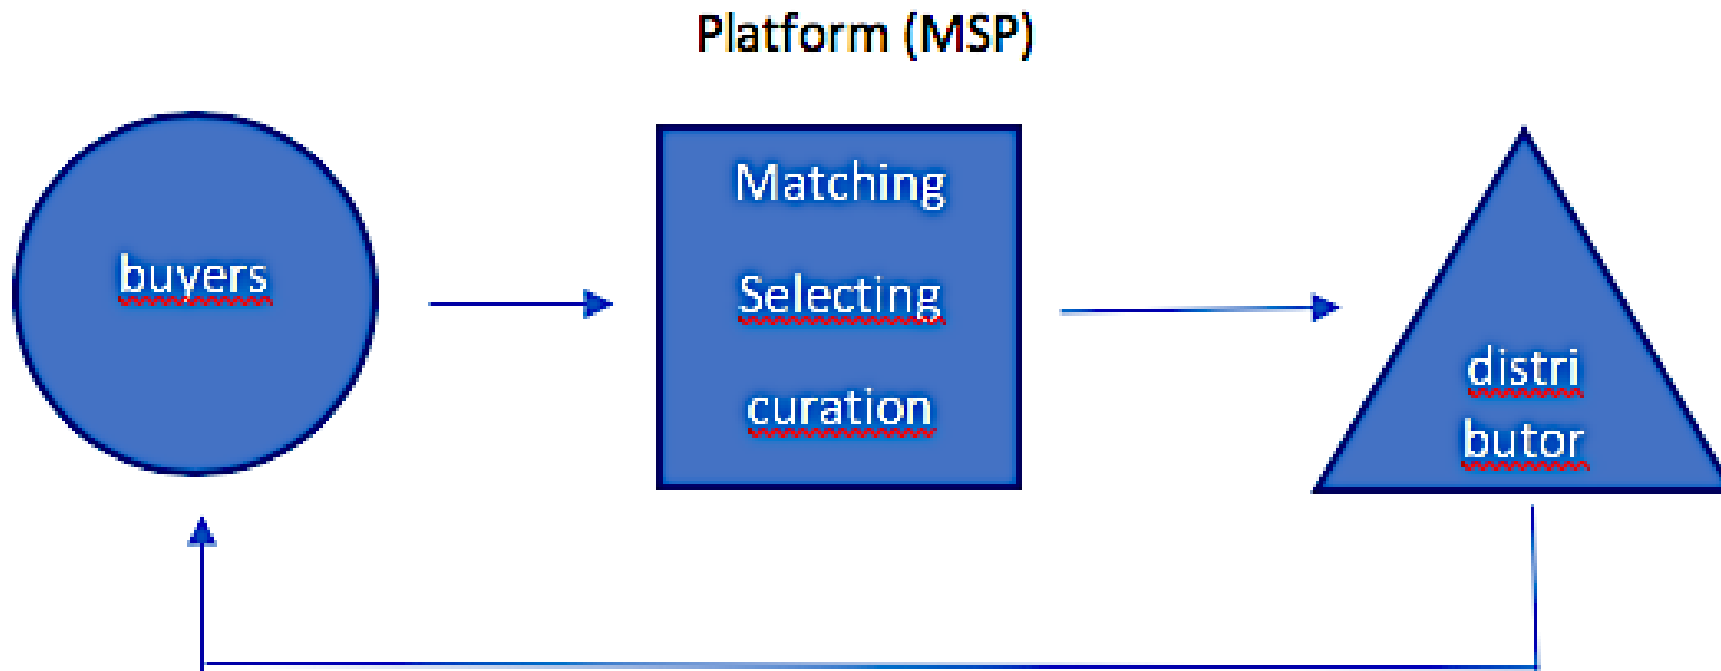 Platform (MSP)
buyers
Matching
Selecting
curation
distri
butor